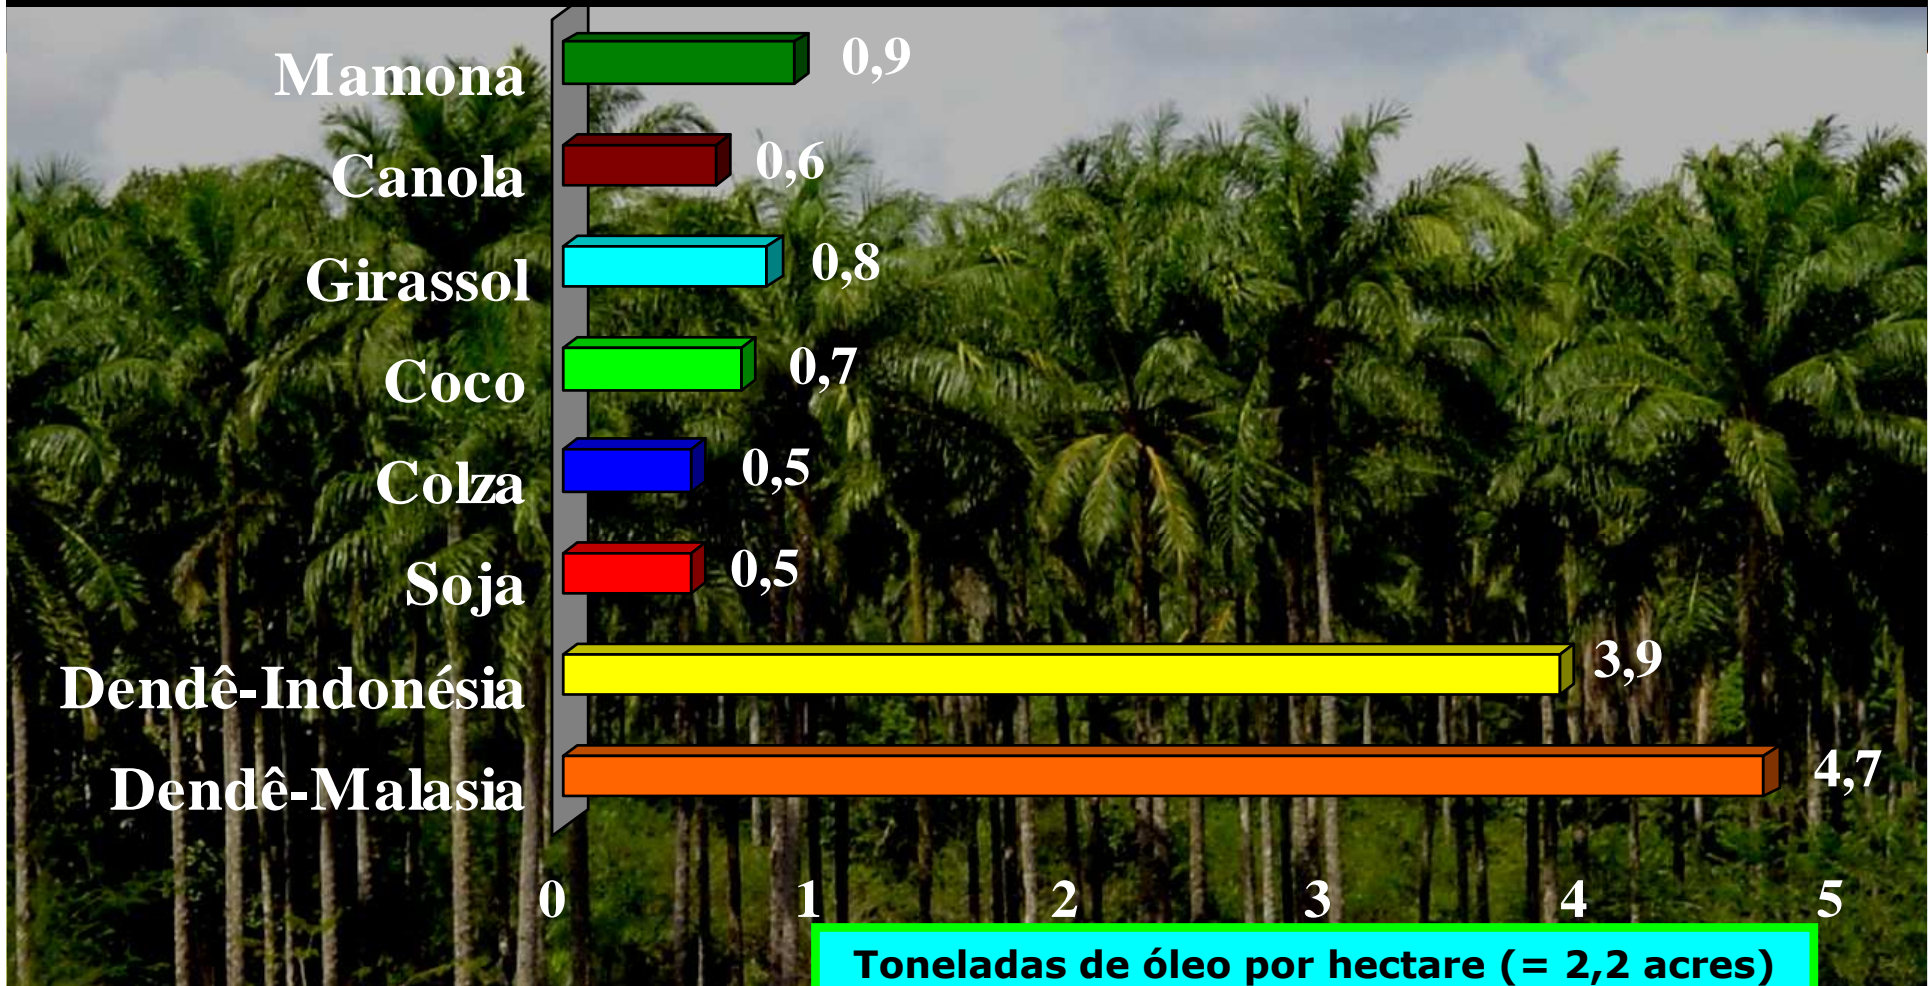 Mamona 0,9
Canola 0,6
Girassol 0,8
Coco 0,7
Colza 0,5
Soja 0,5
Dendê-Indonésia 3,9
Dendê-Malasia 4,7
0 1 2 3 4 5
Toneladas de óleo por hectare (= 2,2 acres)